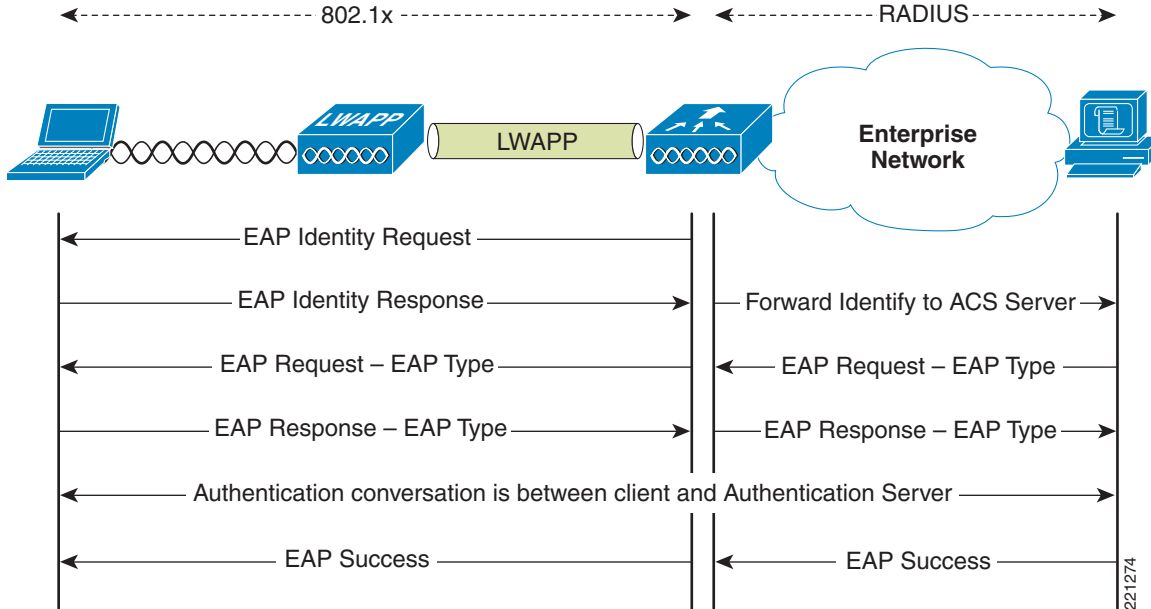 802.1x
RADIUS
LWAPP
LWAPP
Enterprise
Network
EAP Identity Request
EAP Identity Response
Forward Identify to ACS Server
EAP Request – EAP Type
EAP Request – EAP Type
EAP Response – EAP Type
EAP Response – EAP Type
Authentication conversation is between client and Authentication Server
EAP Success
EAP Success
221274